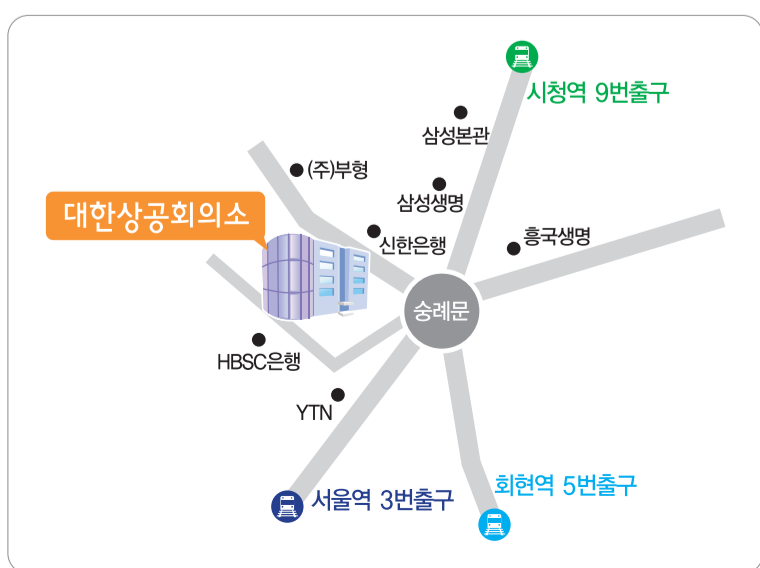 시청역 9번출구
삼성본관
(주)부형
삼성생명
대한상공회의소
신한은행
흥국생명
숭례문
HBSC은행
YTN
서울역 3번출구
회현역 5번출구